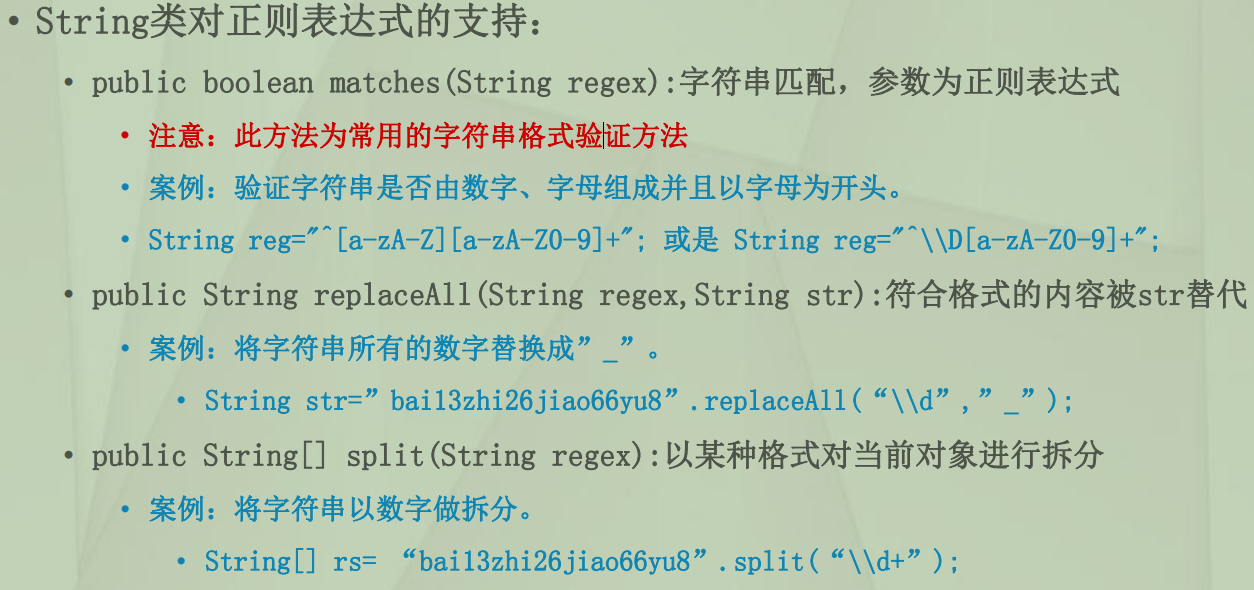 • String类对正则表达式的支持：
• public boolean matches(String regex):字符串匹配，参数为正则表达式
• 注意：此方法为常用的字符串格式验证方法
• 案例：验证字符串是否由数字、字母组成并且以字母为开头。
• String reg="^[a-zA-Z][a-zA-Z0-9]+"; 或是 String reg="^\\D[a-zA-Z0-9]+";
• public String replaceAll(String regex,String str):符合格式的内容被str替代
• 案例：将字符串所有的数字替换成”_”。
• String str=”bai13zhi26jiao66yu8”.replaceAll(“\\d”,”_”);
• public String[] split(String regex):以某种格式对当前对象进行拆分
• 案例：将字符串以数字做拆分。
• String[] rs= “bai13zhi26jiao66yu8”.split(“\\d+”);